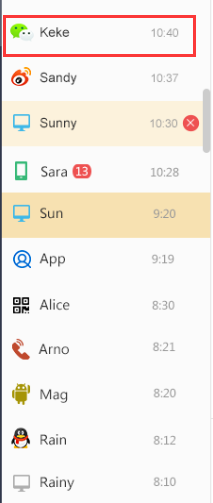 Keke 10:40
Sandy 10:37
Sunny 10:30
Sara 13 10:28
Sun 9:20
App 9:19
Alice 8:30
Arno 8:21
Mag 8:20
Rain 8:12
Rainy 8:10